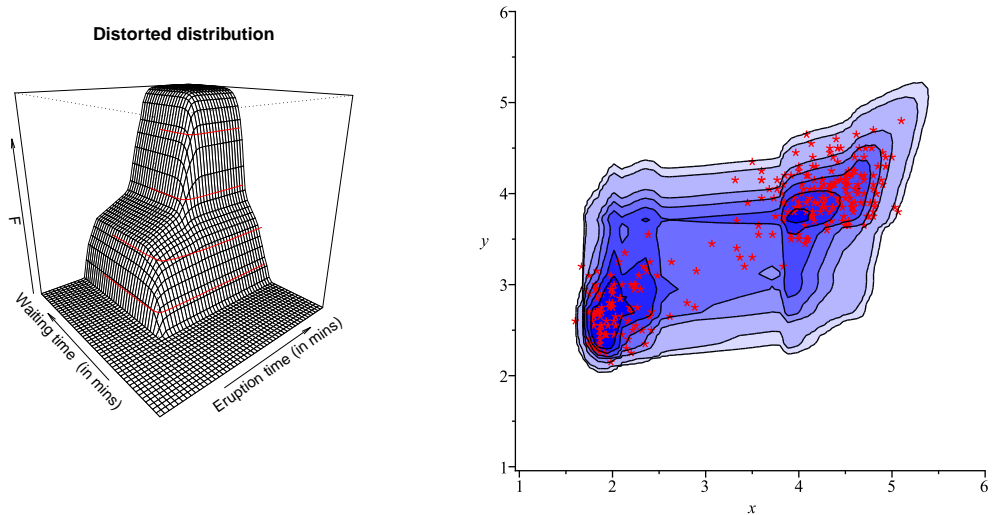 Distorted distribution
F
Waiting time (in mins)
Eruption time (in mins)
6
5
4
3
2
1
y
1
2
3
4
5
6
x